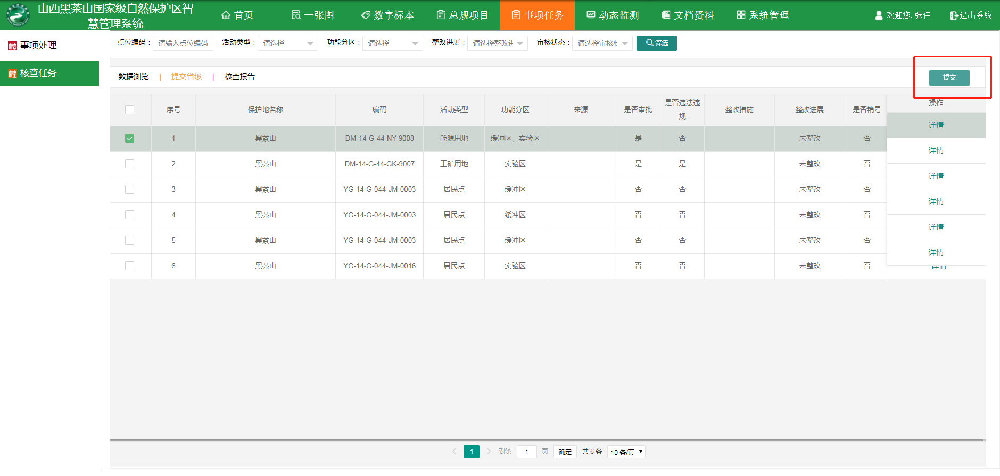 山西黑茶山国家级自然保护区智
慧管理系统
首页 一张图 数字标本 总规项目 事项任务 动态监测 文档资料 系统管理 欢迎您, 张伟 退出系统
事项处理
核查任务
点位编码： 请输入点位编码 活动类型： 请选择 功能分区： 请选择 整改进展： 请选择整改进 审核状态： 请选择审核状 筛选
数据浏览 | 提交省级 | 核查报告 提交
序号 保护地名称 编码 活动类型 功能分区 来源 是否审批 是否违法违规 整改措施 整改进展 是否销号 操作
1 黑茶山 DM-14-G-44-NY-9008 能源用地 缓冲区、实验区 是 否 未整改 否 详情
2 黑茶山 DM-14-G-44-GK-9007 工矿用地 实验区 是 是 未整改 否 详情
3 黑茶山 YG-14-G-044-JM-0003 居民点 缓冲区 否 否 未整改 否 详情
4 黑茶山 YG-14-G-044-JM-0003 居民点 缓冲区 否 否 未整改 否 详情
5 黑茶山 YG-14-G-044-JM-0003 居民点 缓冲区 否 否 未整改 否 详情
6 黑茶山 YG-14-G-044-JM-0016 居民点 实验区 否 否 未整改 否 详情
详情
1 到第 1 页 确定 共 6 条 10 条/页